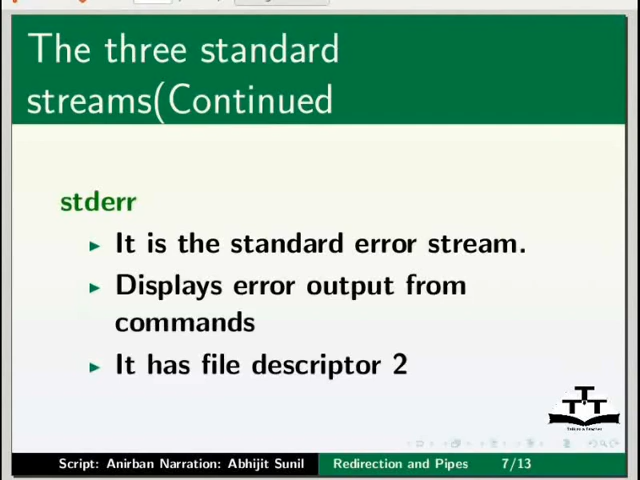 The three standard
streams(Continued
stderr
▶ It is the standard error stream.
▶ Displays error output from
commands
▶ It has file descriptor 2
TTT
Script: Anirban Narration: Abhijit Sunil Redirection and Pipes 7/13